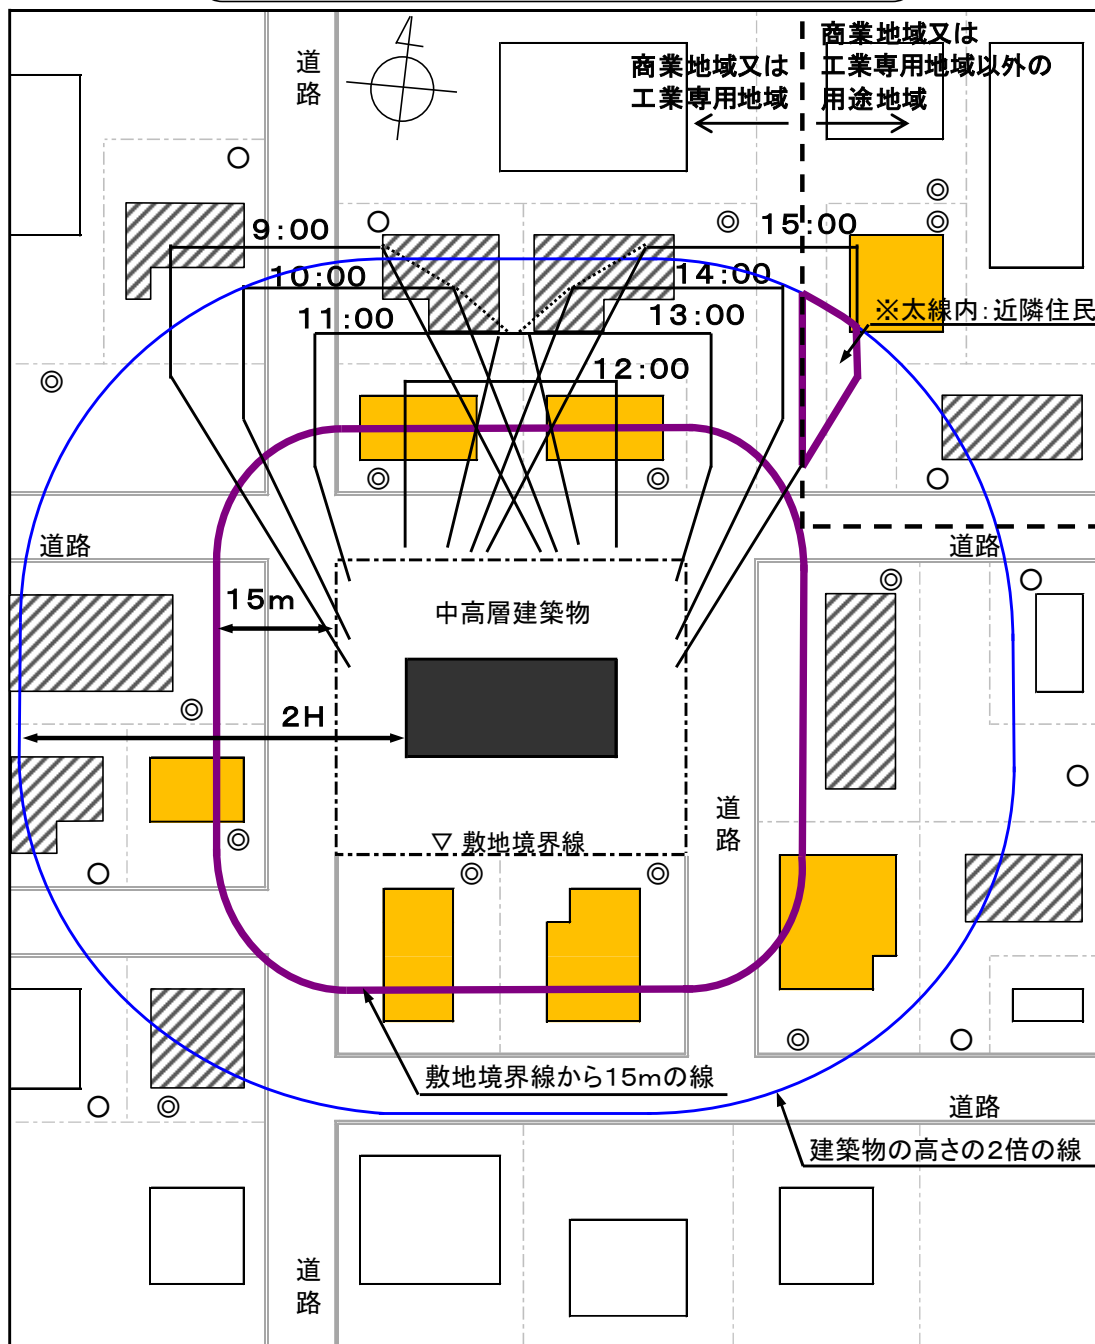 道路
商業地域又は
工業専用地域
商業地域又は
工業専用地域以外の
用途地域
9:00
15:00
10:00
14:00
11:00
13:00
12:00
※太線内:近隣住民
道路
道路
15m
中高層建築物
2H
道路
▽ 敷地境界線
敷地境界線から15mの線
道路
建築物の高さの2倍の線
道路